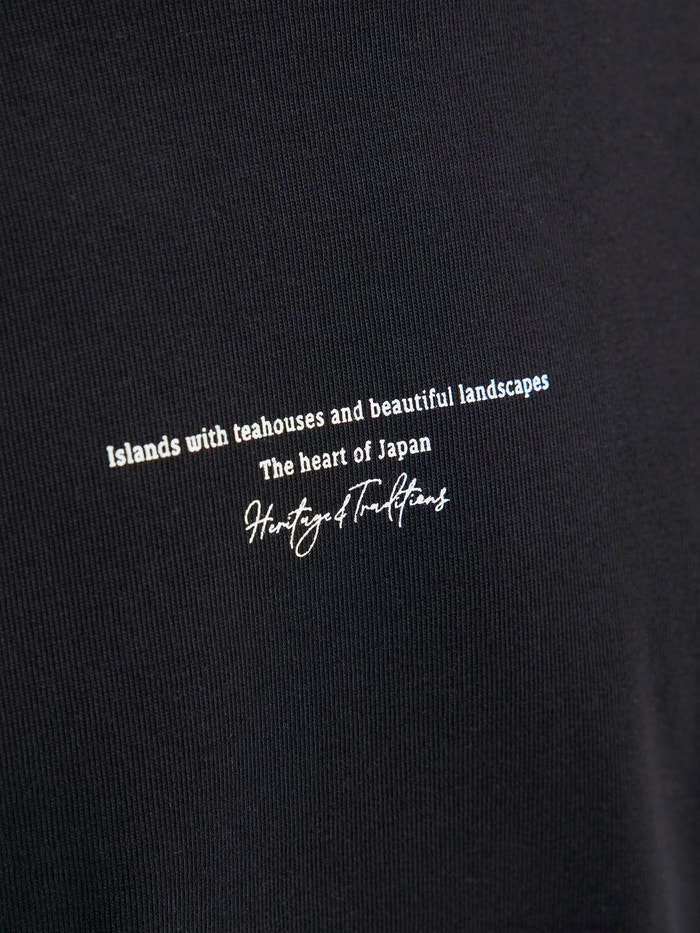 Islands with teahouses and beautiful landscapes
The heart of Japan
Heritage & Traditions